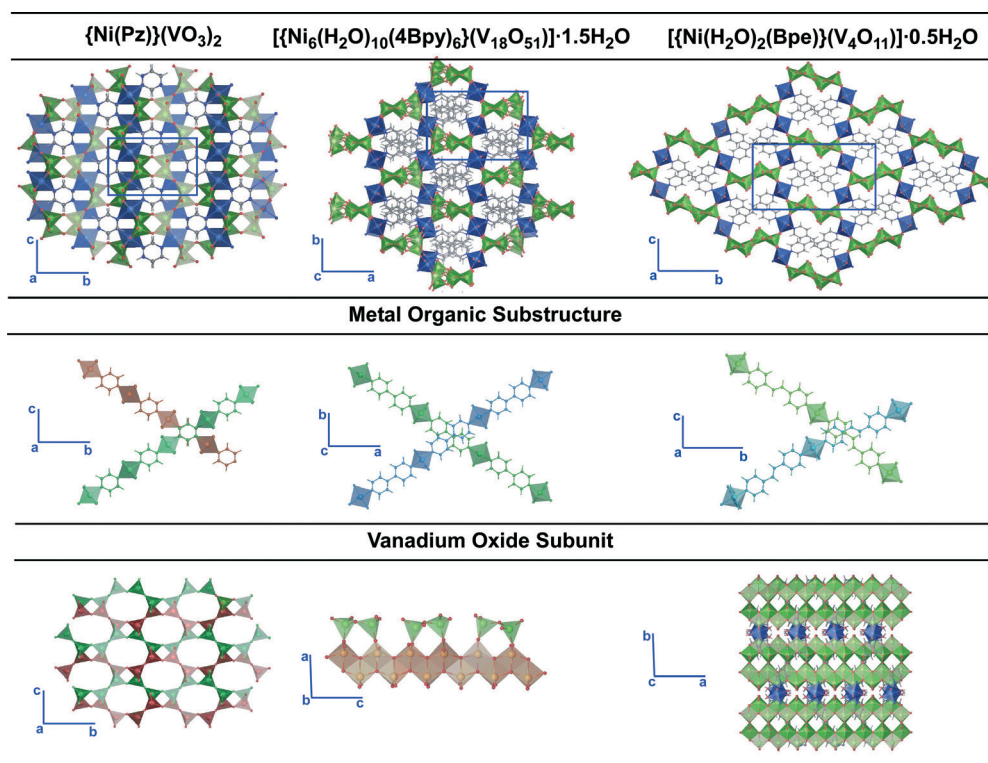 {Ni(Pz)}(VO₃)₂ [{Ni₆(H₂O)₁₀(4Bpy)₆}(V₁₈O₅₁)]·1.5H₂O [{Ni(H₂O)₂(Bpe)}(V₄O₁₁)]·0.5H₂O
c b c
a b c a a b
Metal Organic Substructure
c b c
a b c a a b
Vanadium Oxide Subunit
c a b
a b b c c a